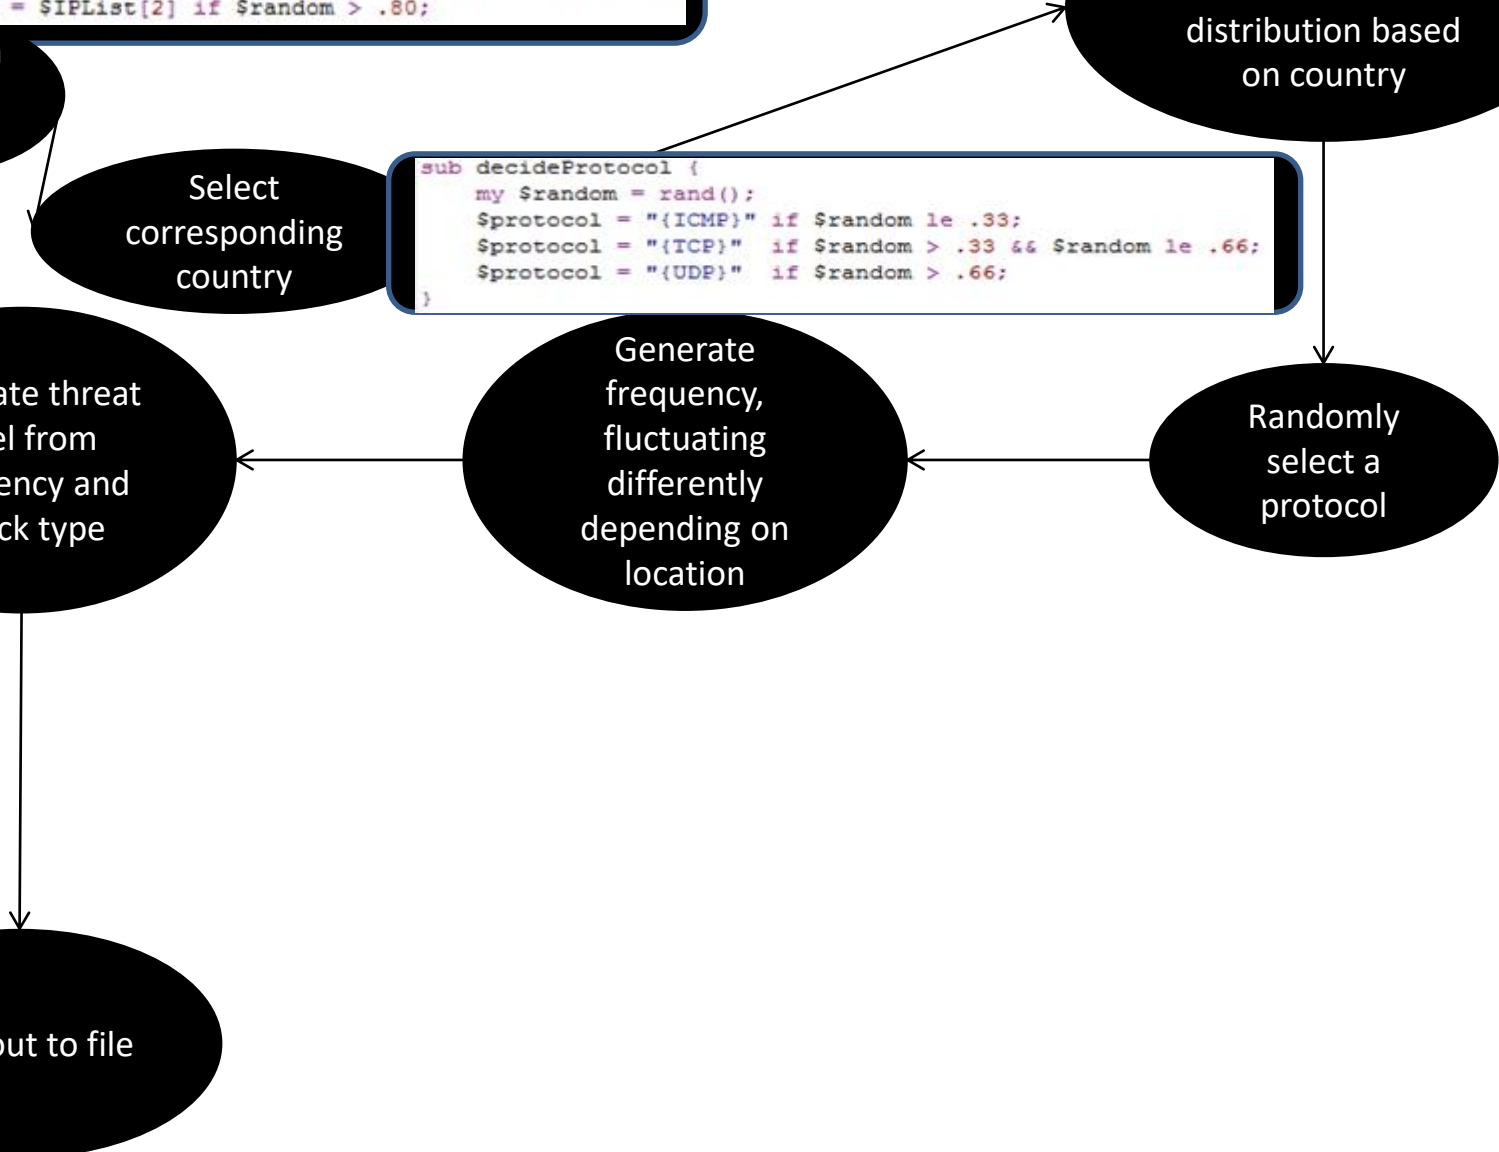 = $IPList[2] if $random > .80;
distribution based
on country
Select
corresponding
country
sub decideProtocol {
my $random = rand();
$protocol = "{ICMP}" if $random le .33;
$protocol = "{TCP}" if $random > .33 && $random le .66;
$protocol = "{UDP}" if $random > .66;
}
ate threat
el from
ency and
ck type
Generate
frequency,
fluctuating
differently
depending on
location
Randomly
select a
protocol
out to file